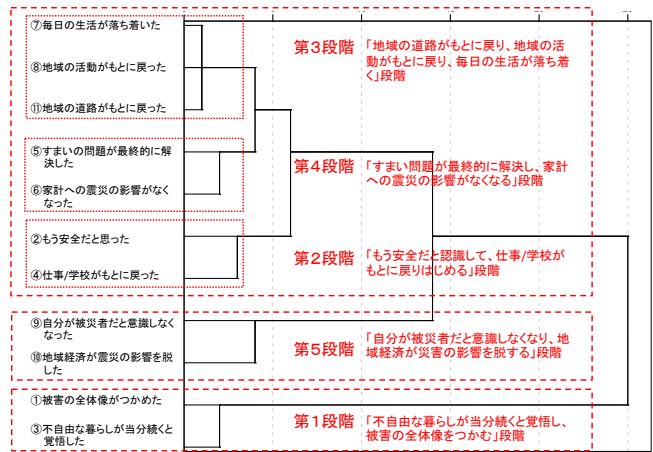 ⑦毎日の生活が落ち着いた
⑧地域の活動がもとに戻った
⑪地域の道路がもとに戻った
第3段階
「地域の道路がもとに戻り、地域の活
動がもとに戻り、毎日の生活が落ち着
く」段階
⑤すまいの問題が最終的に解
決した
⑥家計への震災の影響がなく
なった
第4段階
「すまい問題が最終的に解決し、家計
への震災の影響がなくなる」段階
②もう安全だと思った
④仕事/学校がもとに戻った
第2段階
「もう安全だと認識して、仕事/学校が
もとに戻りはじめる」段階
⑨自分が被災者だと意識しなく
なった
⑩地域経済が震災の影響を脱
した
第5段階
「自分が被災者だと意識しなくなり、地
域経済が災害の影響を脱する」段階
①被害の全体像がつかめた
③不自由な暮らしが当分続くと
覚悟した
第1段階
「不自由な暮らしが当分続くと覚悟し、
被害の全体像をつかむ」段階